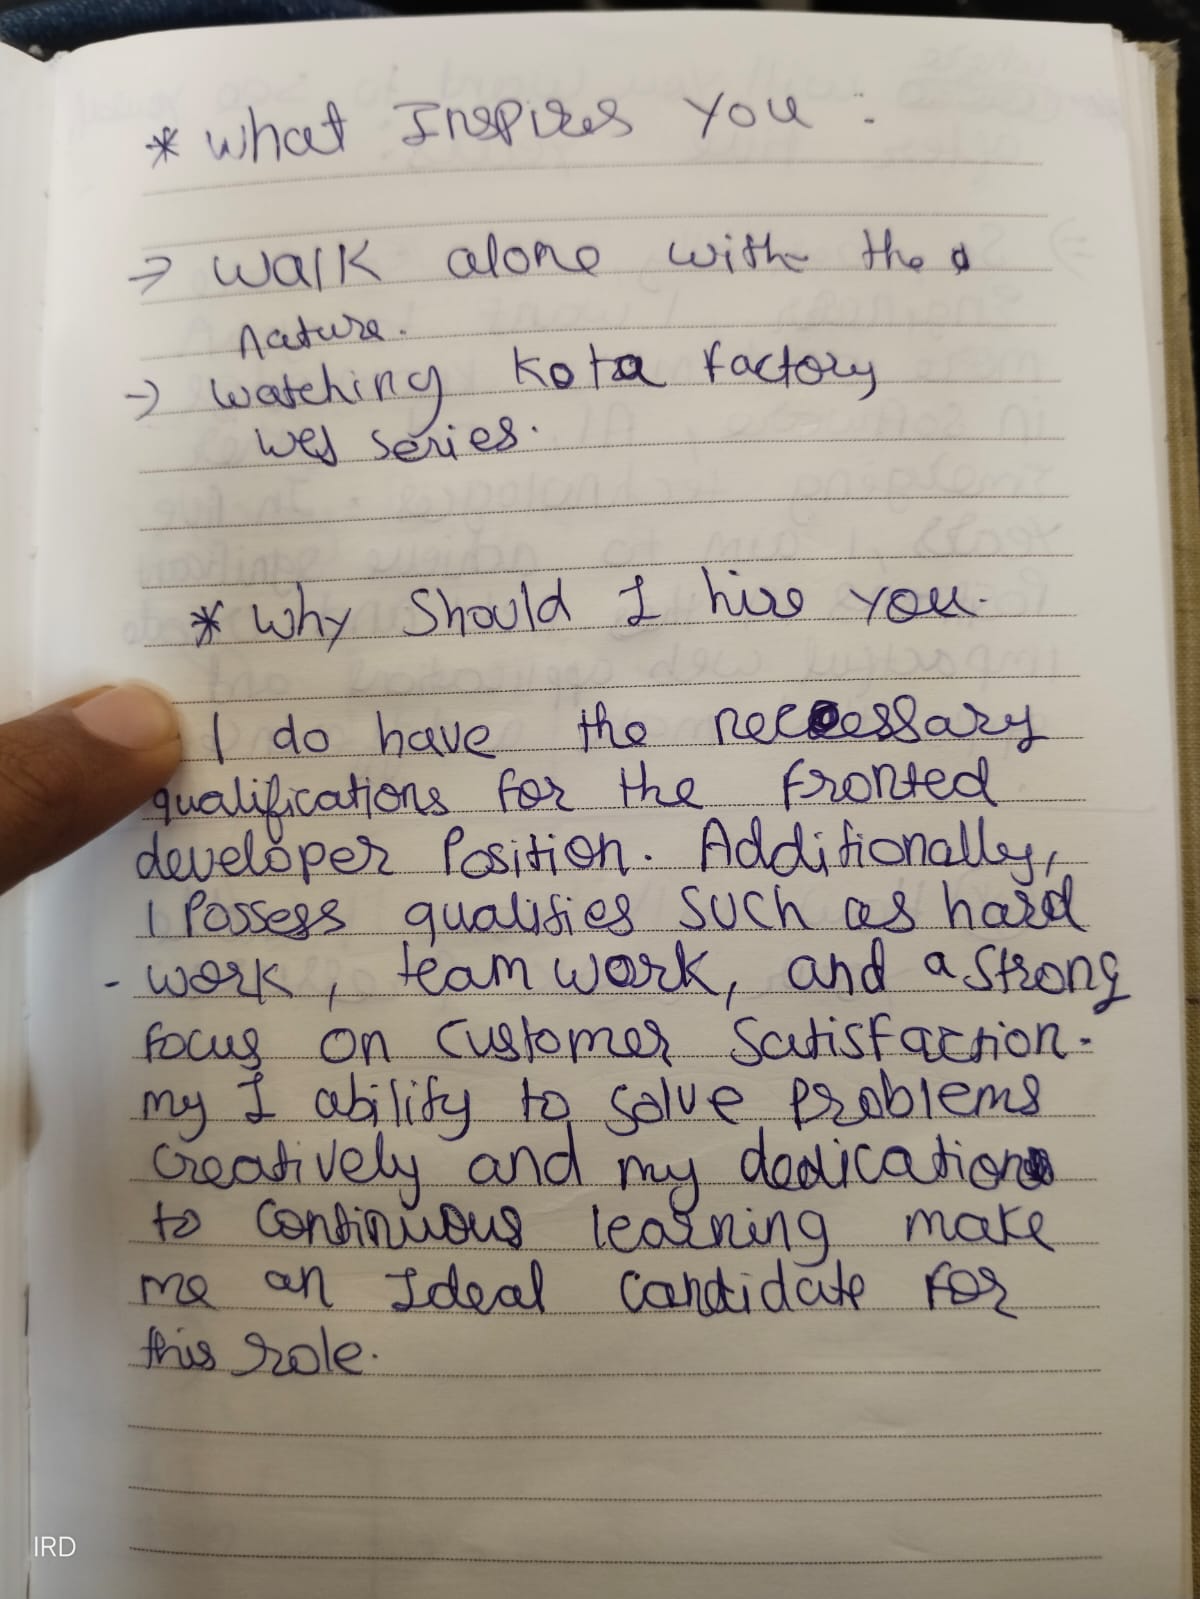 * What Inspires You :
→ Walk alone with the
nature.
→ Watching Kota factory
web series.
* Why Should I hire You.
I do have the necessary
qualifications for the fronted
developer Position. Additionally,
I Possess qualities such as hard
- work, team work, and a strong
focus on customer satisfaction.
my I ability to solve problems
creatively and my dedication
to continuous learning make
me an Ideal candidate for
this role.
IRD